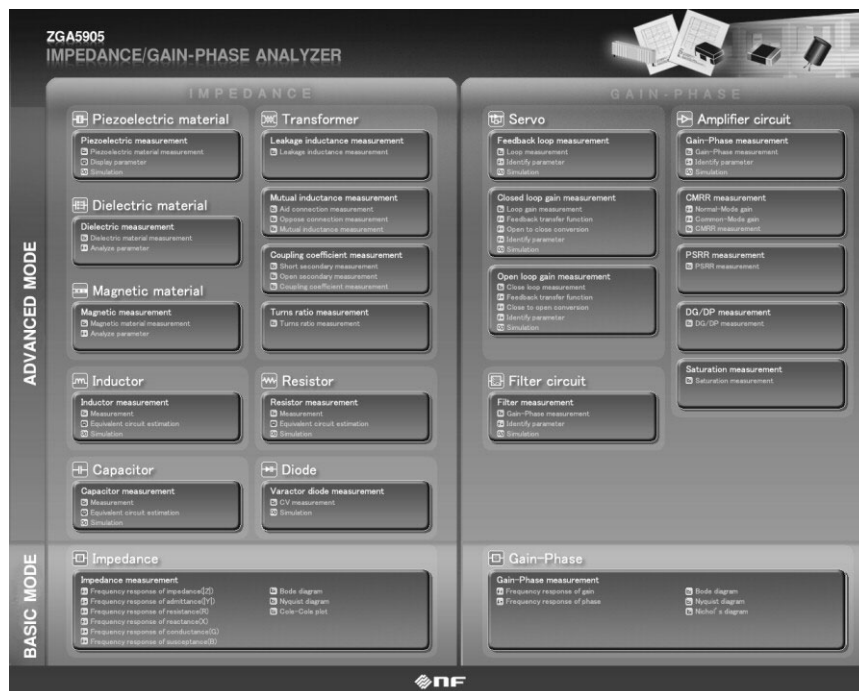 ZGA5905
IMPEDANCE/GAIN-PHASE ANALYZER
IMPEDANCE
GAIN-PHASE
ADVANCED MODE
Piezoelectric material
Piezoelectric measurement
Piezoelectric material measurement
Display parameter
Simulation
Dielectric material
Dielectric measurement
Dielectric material measurement
Analyze parameter
Magnetic material
Magnetic measurement
Magnetic material measurement
Analyze parameter
Inductor
Inductor measurement
Measurement
Equivalent circuit estimation
Simulation
Capacitor
Capacitor measurement
Measurement
Equivalent circuit estimation
Simulation
Transformer
Leakage inductance measurement
Leakage inductance measurement
Mutual inductance measurement
Aid connection measurement
Oppose connection measurement
Mutual inductance measurement
Coupling coefficient measurement
Short secondary measurement
Open secondary measurement
Coupling coefficient measurement
Turns ratio measurement
Turns ratio measurement
Resistor
Resistor measurement
Measurement
Equivalent circuit estimation
Simulation
Diode
Varactor diode measurement
CV measurement
Simulation
Servo
Feedback loop measurement
Loop measurement
Identify parameter
Simulation
Closed loop gain measurement
Loop gain measurement
Feedback transfer function
Open to close conversion
Identify parameter
Simulation
Open loop gain measurement
Close loop measurement
Feedback transfer function
Close to open conversion
Identify parameter
Simulation
Filter circuit
Filter measurement
Gain-Phase measurement
Identify parameter
Simulation
Amplifier circuit
Gain-Phase measurement
Gain-Phase measurement
Identify parameter
Simulation
CMRR measurement
Normal-Mode gain
Common-Mode gain
CMRR measurement
PSRR measurement
PSRR measurement
DG/DP measurement
DG/DP measurement
Saturation measurement
Saturation measurement
BASIC MODE
Impedance
Impedance measurement
Frequency response of impedance(|Z|)
Frequency response of admittance(|Y|)
Frequency response of resistance(R)
Frequency response of reactance(X)
Frequency response of conductance(G)
Frequency response of susceptance(B)
Bode diagram
Nyquist diagram
Cole-Cole plot
Gain-Phase
Gain-Phase measurement
Frequency response of gain
Frequency response of phase
Bode diagram
Nyquist diagram
Nichol's diagram
NF